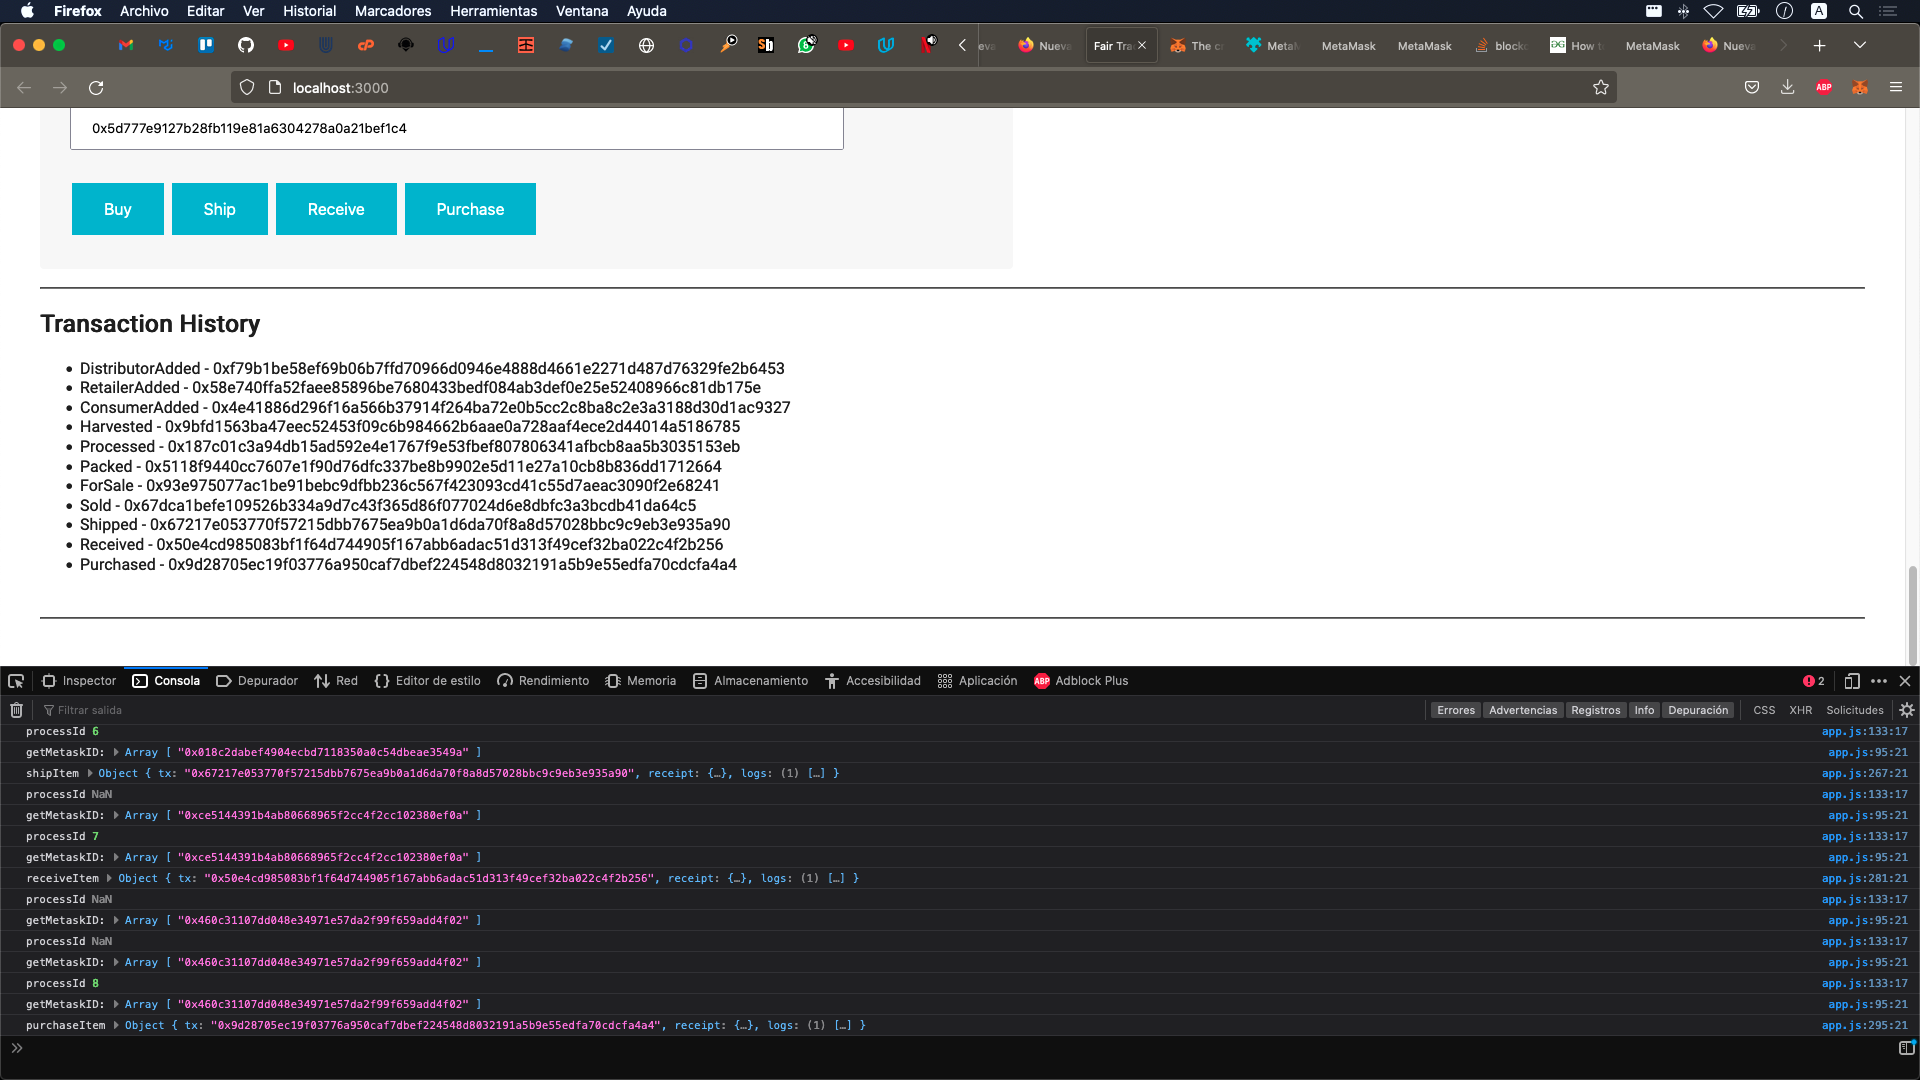 Firefox Archivo Editar Ver Historial Marcadores Herramientas Ventana Ayuda
Nueva Fair Tra The c MetaM MetaMask MetaMask block How t MetaMask Nueva
localhost:3000
0x5d777e9127b28fb119e81a6304278a0a21bef1c4
Buy Ship Receive Purchase
Transaction History
DistributorAdded - 0xf79b1be58ef69b06b7ffd70966d0946e4888d4661e2271d487d76329fe2b6453
RetailerAdded - 0x58e740ffa52faee85896be7680433bedf084ab3def0e25e52408966c81db175e
ConsumerAdded - 0x4e41886d296f16a566b37914f264ba72e0b5cc2c8ba8c2e3a3188d30d1ac9327
Harvested - 0x9bfd1563ba47eec52453f09c6b984662b6aae0a728aaf4ece2d44014a5186785
Processed - 0x187c01c3a94db15ad592e4e1767f9e53fbef807806341afbcb8aa5b3035153eb
Packed - 0x5118f9440cc7607e1f90d76dfc337be8b9902e5d11e27a10cb8b836dd1712664
ForSale - 0x93e975077ac1be91bebc9dfbb236c567f423093cd41c55d7aeac3090f2e68241
Sold - 0x67dca1befe109526b334a9d7c43f365d86f077024d6e8dbfc3a3bcdb41da64c5
Shipped - 0x67217e053770f57215dbb7675ea9b0a1d6da70f8a8d57028bbc9c9eb3e935a90
Received - 0x50e4cd985083bf1f64d744905f167abb6adac51d313f49cef32ba022c4f2b256
Purchased - 0x9d28705ec19f03776a950caf7dbef224548d8032191a5b9e55edfa70cdcfa4a4
Inspector Consola Depurador Red Editor de estilo Rendimiento Memoria Almacenamiento Accesibilidad Aplicación Adblock Plus 2
Filtrar salida Errores Advertencias Registros Info Depuración CSS XHR Solicitudes
processId 6 app.js:133:17
getMetaskID: Array [ "0x018c2dabef4904ecbd7118350a0c54dbeae3549a" ] app.js:95:21
shipItem Object { tx: "0x67217e053770f57215dbb7675ea9b0a1d6da70f8a8d57028bbc9c9eb3e935a90", receipt: {…}, logs: (1) […] } app.js:267:21
processId NaN app.js:133:17
getMetaskID: Array [ "0xce5144391b4ab80668965f2cc4f2cc102380ef0a" ] app.js:95:21
processId 7 app.js:133:17
getMetaskID: Array [ "0xce5144391b4ab80668965f2cc4f2cc102380ef0a" ] app.js:95:21
receiveItem Object { tx: "0x50e4cd985083bf1f64d744905f167abb6adac51d313f49cef32ba022c4f2b256", receipt: {…}, logs: (1) […] } app.js:281:21
processId NaN app.js:133:17
getMetaskID: Array [ "0x460c31107dd048e34971e57da2f99f659add4f02" ] app.js:95:21
processId NaN app.js:133:17
getMetaskID: Array [ "0x460c31107dd048e34971e57da2f99f659add4f02" ] app.js:95:21
processId 8 app.js:133:17
getMetaskID: Array [ "0x460c31107dd048e34971e57da2f99f659add4f02" ] app.js:95:21
purchaseItem Object { tx: "0x9d28705ec19f03776a950caf7dbef224548d8032191a5b9e55edfa70cdcfa4a4", receipt: {…}, logs: (1) […] } app.js:295:21